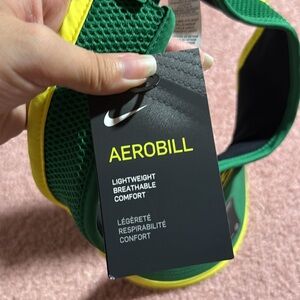 AEROBILL
LIGHTWEIGHT
BREATHABLE
COMFORT
LÉGÈRETÉ
RESPIRABILITÉ
CONFORT